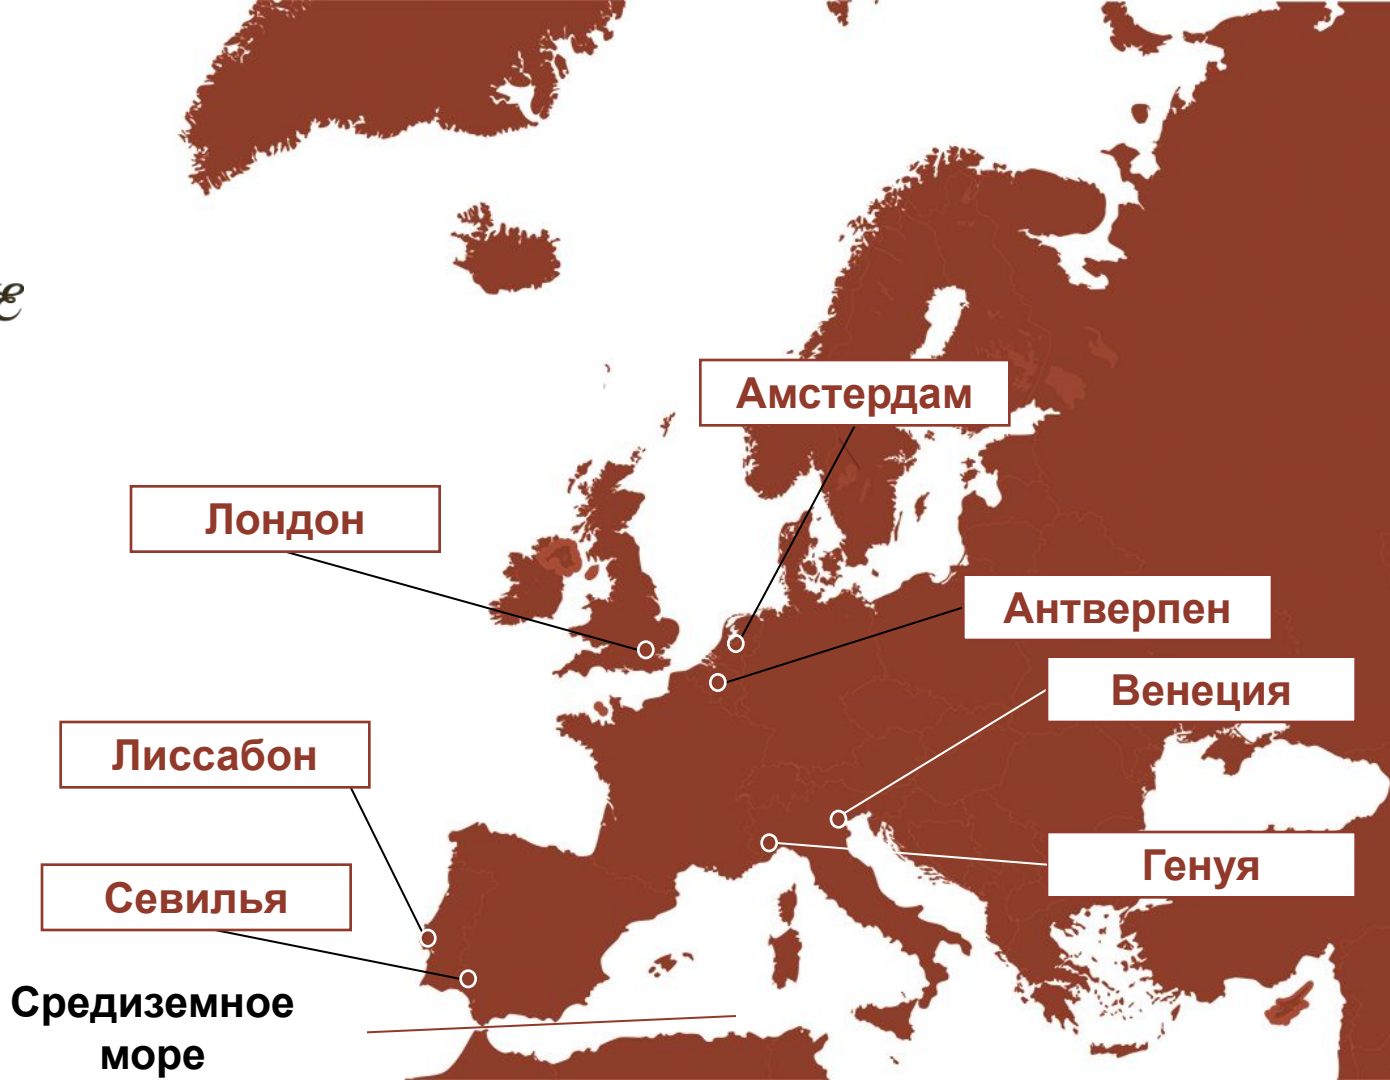 Амстердам
Лондон
Антверпен
Венеция
Лиссабон
Генуя
Севилья
Средиземное
море